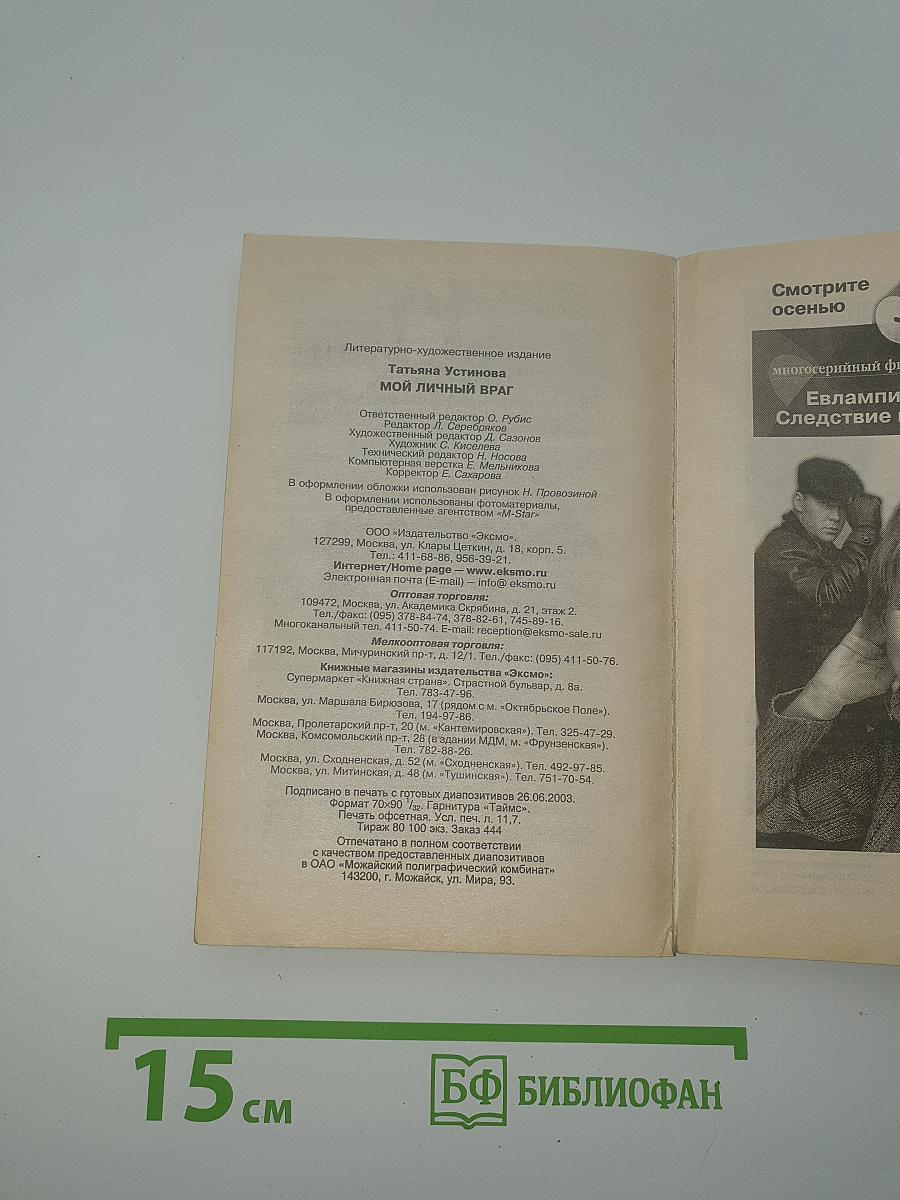 Литературно-художественное издание
Татьяна Устинова
МОЙ ЛИЧНЫЙ ВРАГ
Ответственный редактор О. Рубис
Редактор Л. Серебряков
Художественный редактор Д. Сазонов
Художник С. Киселева
Технический редактор Н. Носова
Компьютерная верстка Е. Мельникова
Корректор Е. Сахарова
В оформлении обложки использован рисунок Н. Провозиной
В оформлении использованы фотоматериалы,
предоставленные агентством «M-Star»
ООО «Издательство «Эксмо».
127299, Москва, ул. Клары Цеткин, д. 18, корп. 5.
Тел.: 411-68-86, 956-39-21.
Интернет/Home page — www.eksmo.ru
Электронная почта (E-mail) — info@ eksmo.ru
Оптовая торговля:
109472, Москва, ул. Академика Скрябина, д. 21, этаж 2.
Тел./факс: (095) 378-84-74, 378-82-61, 745-89-16.
Многоканальный тел. 411-50-74. E-mail: reception@eksmo-sale.ru
Мелкооптовая торговля:
117192, Москва, Мичуринский пр-т, д. 12/1. Тел./факс: (095) 411-50-76.
Книжные магазины издательства «Эксмо»:
Супермаркет «Книжная страна». Страстной бульвар, д. 8а.
Тел. 783-47-96.
Москва, ул. Маршала Бирюзова, 17 (рядом с м. «Октябрьское Поле»).
Тел. 194-97-86.
Москва, Пролетарский пр-т, 20 (м. «Кантемировская»). Тел. 325-47-29.
Москва, Комсомольский пр-т, 28 (в здании МДМ, м. «Фрунзенская»).
Тел. 782-88-26.
Москва, ул. Сходненская, д. 52 (м. «Сходненская»). Тел. 492-97-85.
Москва, ул. Митинская, д. 48 (м. «Тушинская»). Тел. 751-70-54.
Подписано в печать с готовых диапозитивов 26.06.2003.
Формат 70×90 1/32. Гарнитура «Таймс».
Печать офсетная. Усл. печ. л. 11,7.
Тираж 80 100 экз. Заказ 444
Отпечатано в полном соответствии
с качеством предоставленных диапозитивов
в ОАО «Можайский полиграфический комбинат»
143200, г. Можайск, ул. Мира, 93.
Смотрите
осенью
многосерийный
Евлампи
Следствие
15 см
БФ БИБЛИОФАН